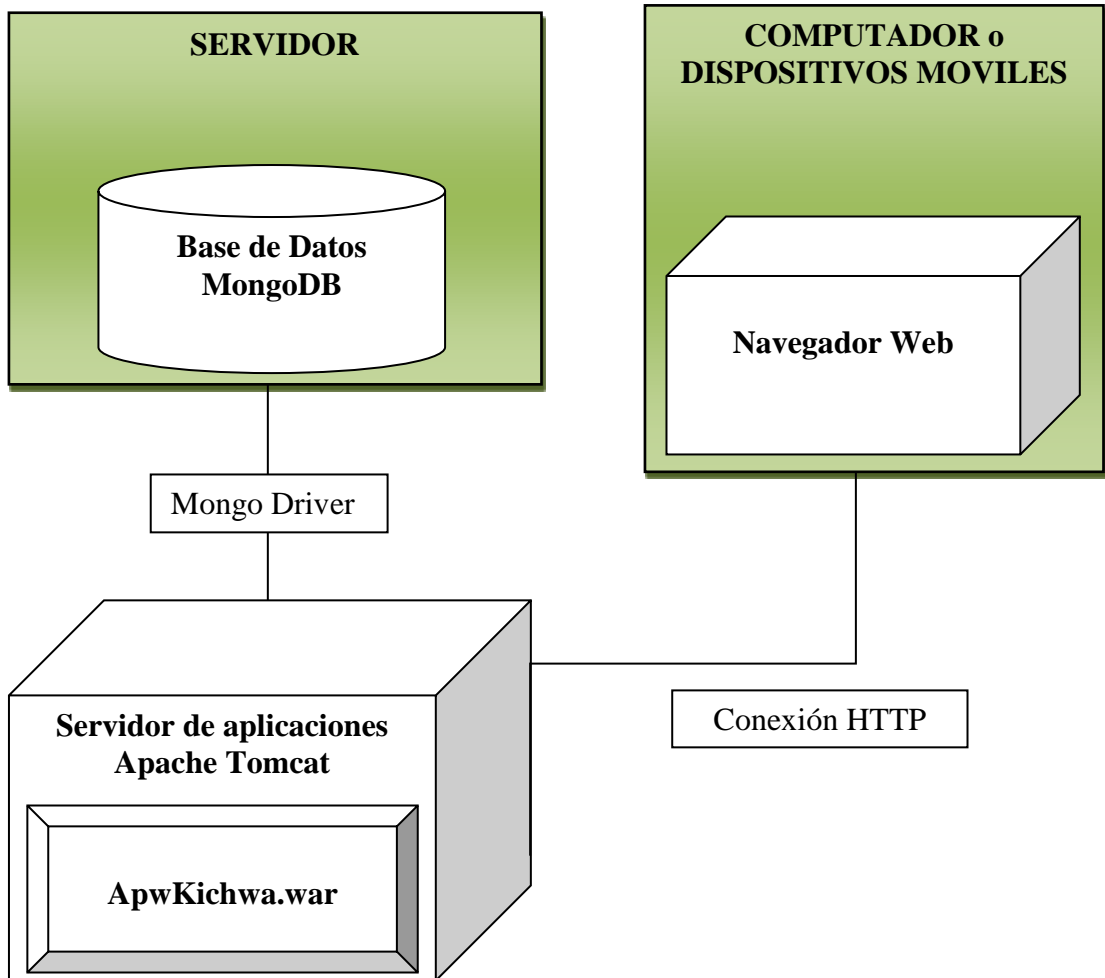 SERVIDOR
Base de Datos
MongoDB
COMPUTADOR o
DISPOSITIVOS MOVILES
Navegador Web
Mongo Driver
Conexión HTTP
Servidor de aplicaciones
Apache Tomcat
ApwKichwa.war